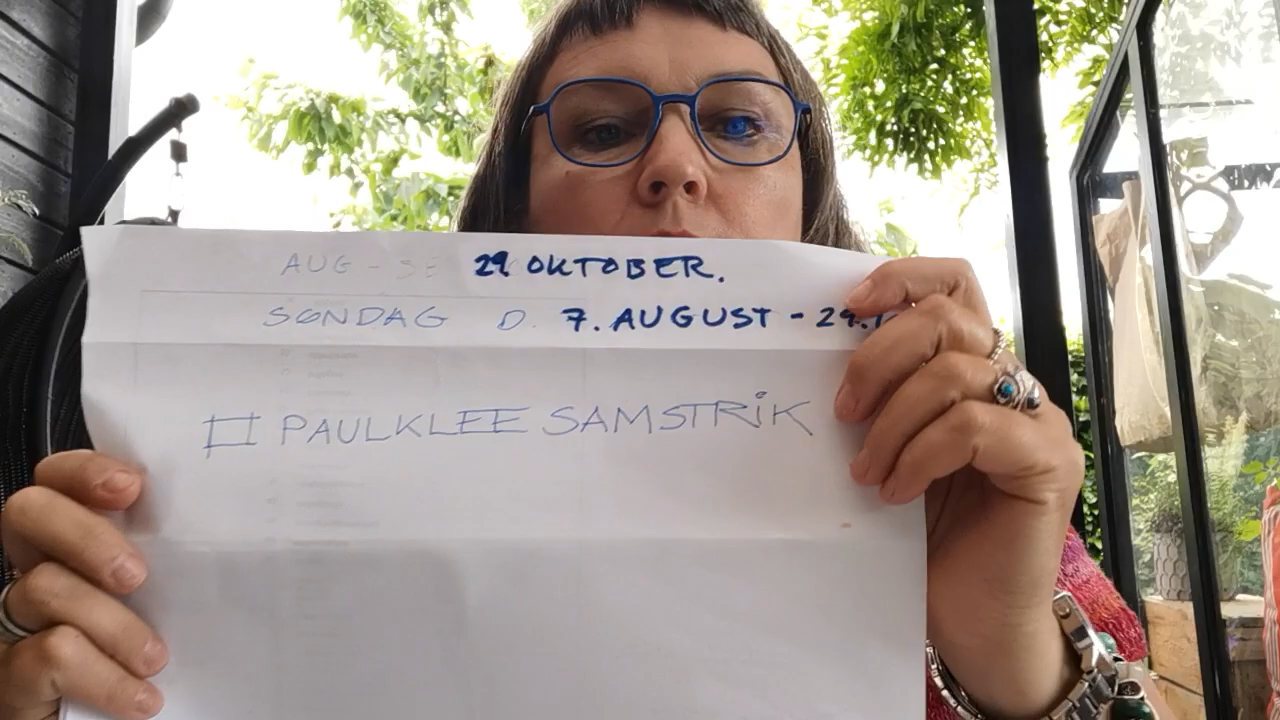 AUG - SE 29 OKTOBER.
SØNDAG D. 7. AUGUST - 29.
# PAULKLEE SAMSTRIK